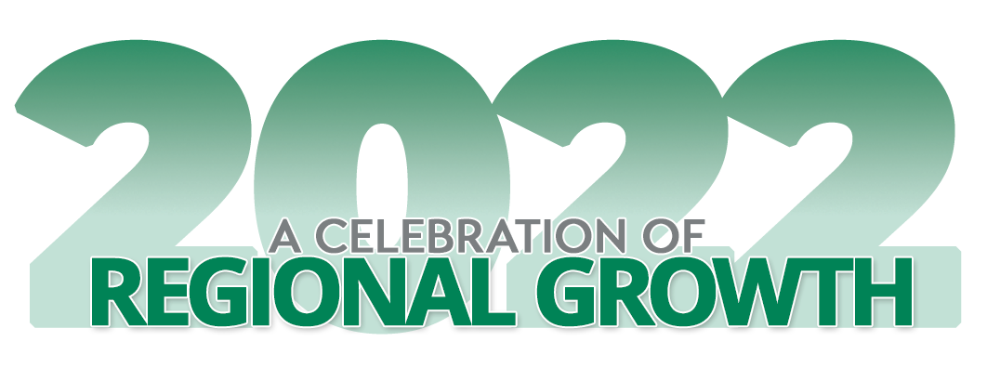 2022
A CELEBRATION OF
REGIONAL GROWTH